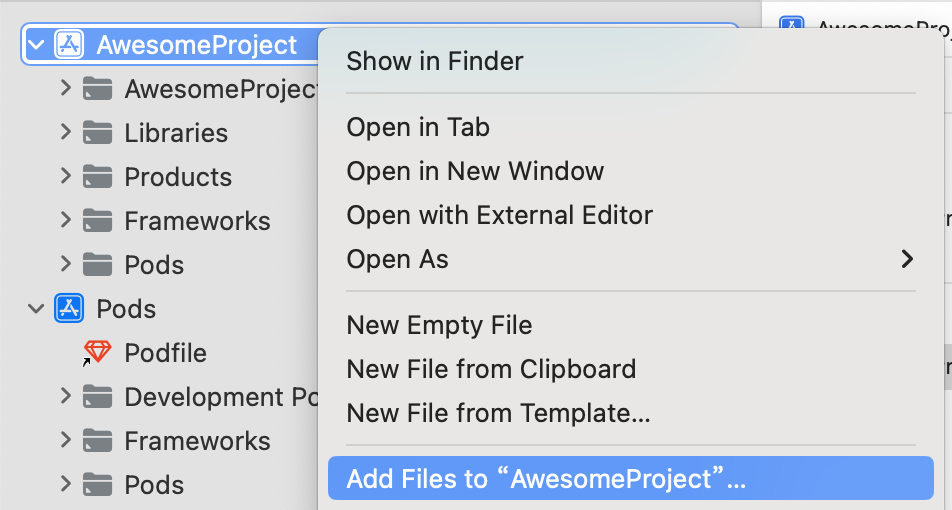 AwesomeProject
AwesomeProject
Libraries
Products
Frameworks
Pods
Pods
Podfile
Development
Frameworks
Pods
Show in Finder
Open in Tab
Open in New Window
Open with External Editor
Open As
New Empty File
New File from Clipboard
New File from Template...
Add Files to “AwesomeProject”...